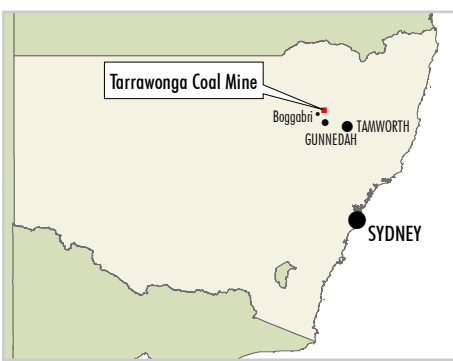 Tarrawonga Coal Mine
Boggabri
TAMWORTH
GUNNEDAH
SYDNEY